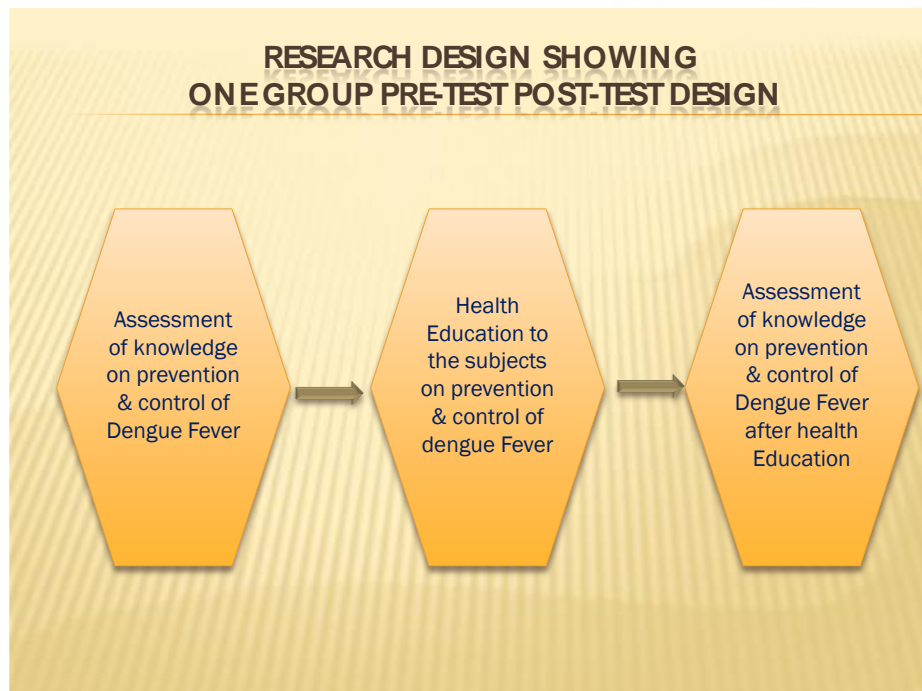 RESEARCH DESIGN SHOWING
ONE GROUP PRE-TEST POST-TEST DESIGN
Assessment
of knowledge
on prevention
& control of
Dengue Fever
Health
Education to
the subjects
on prevention
& control of
dengue Fever
Assessment
of knowledge
on prevention
& control of
Dengue Fever
after health
Education